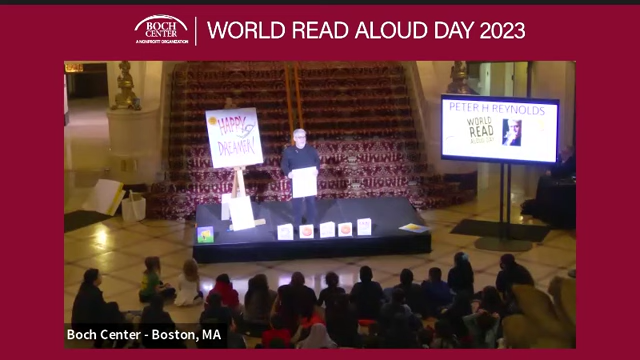 BOCH
CENTER
A NONPROFIT ORGANIZATION
WORLD READ ALOUD DAY 2023
HAPPY
DREAMER!
PETER H REYNOLDS
WORLD
READ
ALOUD DAY
Boch Center - Boston, MA